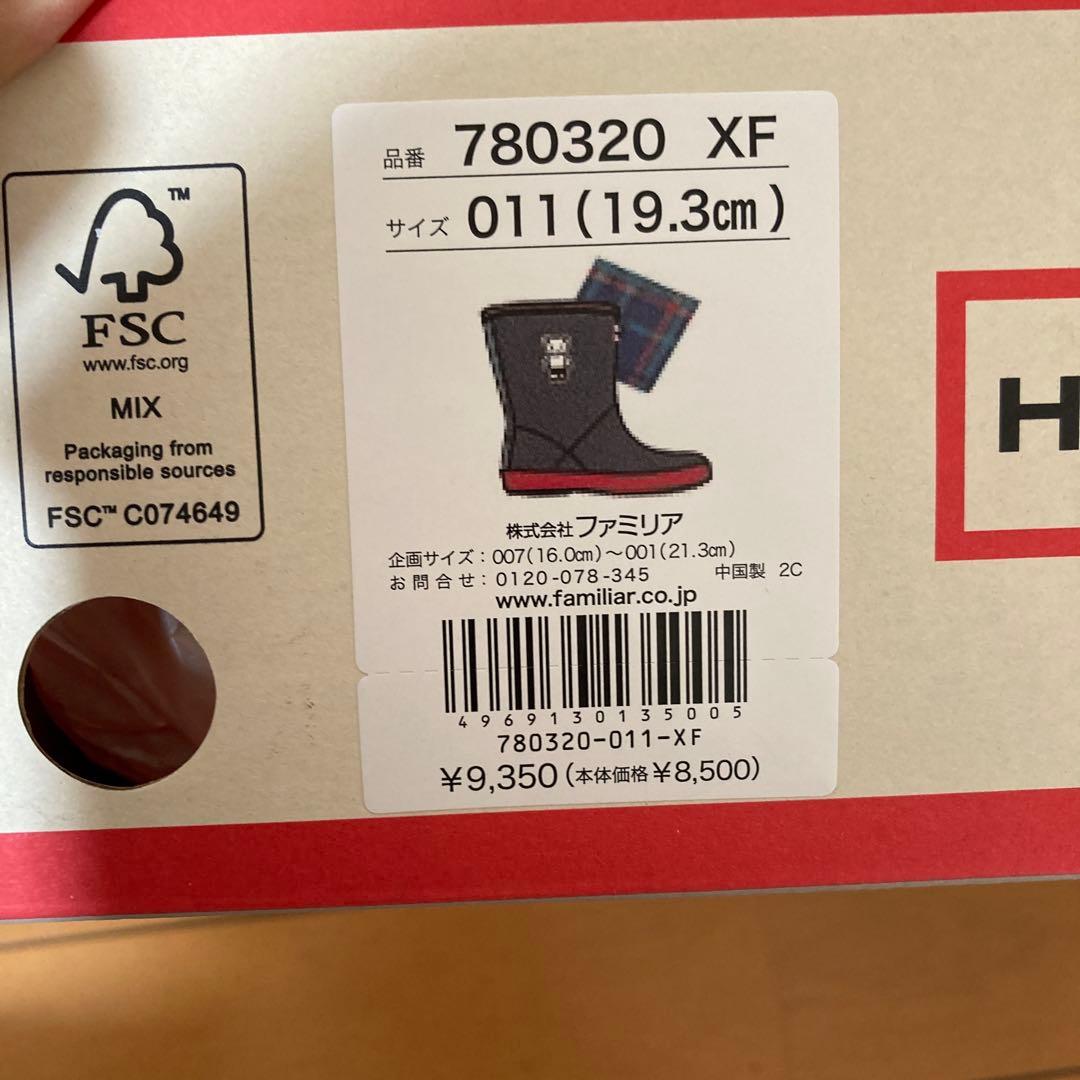 品番 780320 XF
サイズ 011(19.3cm)
TM
FSC
www.fsc.org
MIX
Packaging from
responsible sources
FSC™ C074649
H
株式会社ファミリア
企画サイズ：007(16.0cm)～001(21.3cm)
お問合せ：0120-078-345 中国製 2C
www.familiar.co.jp
4969130135005
780320-011-XF
¥9,350(本体価格¥8,500)